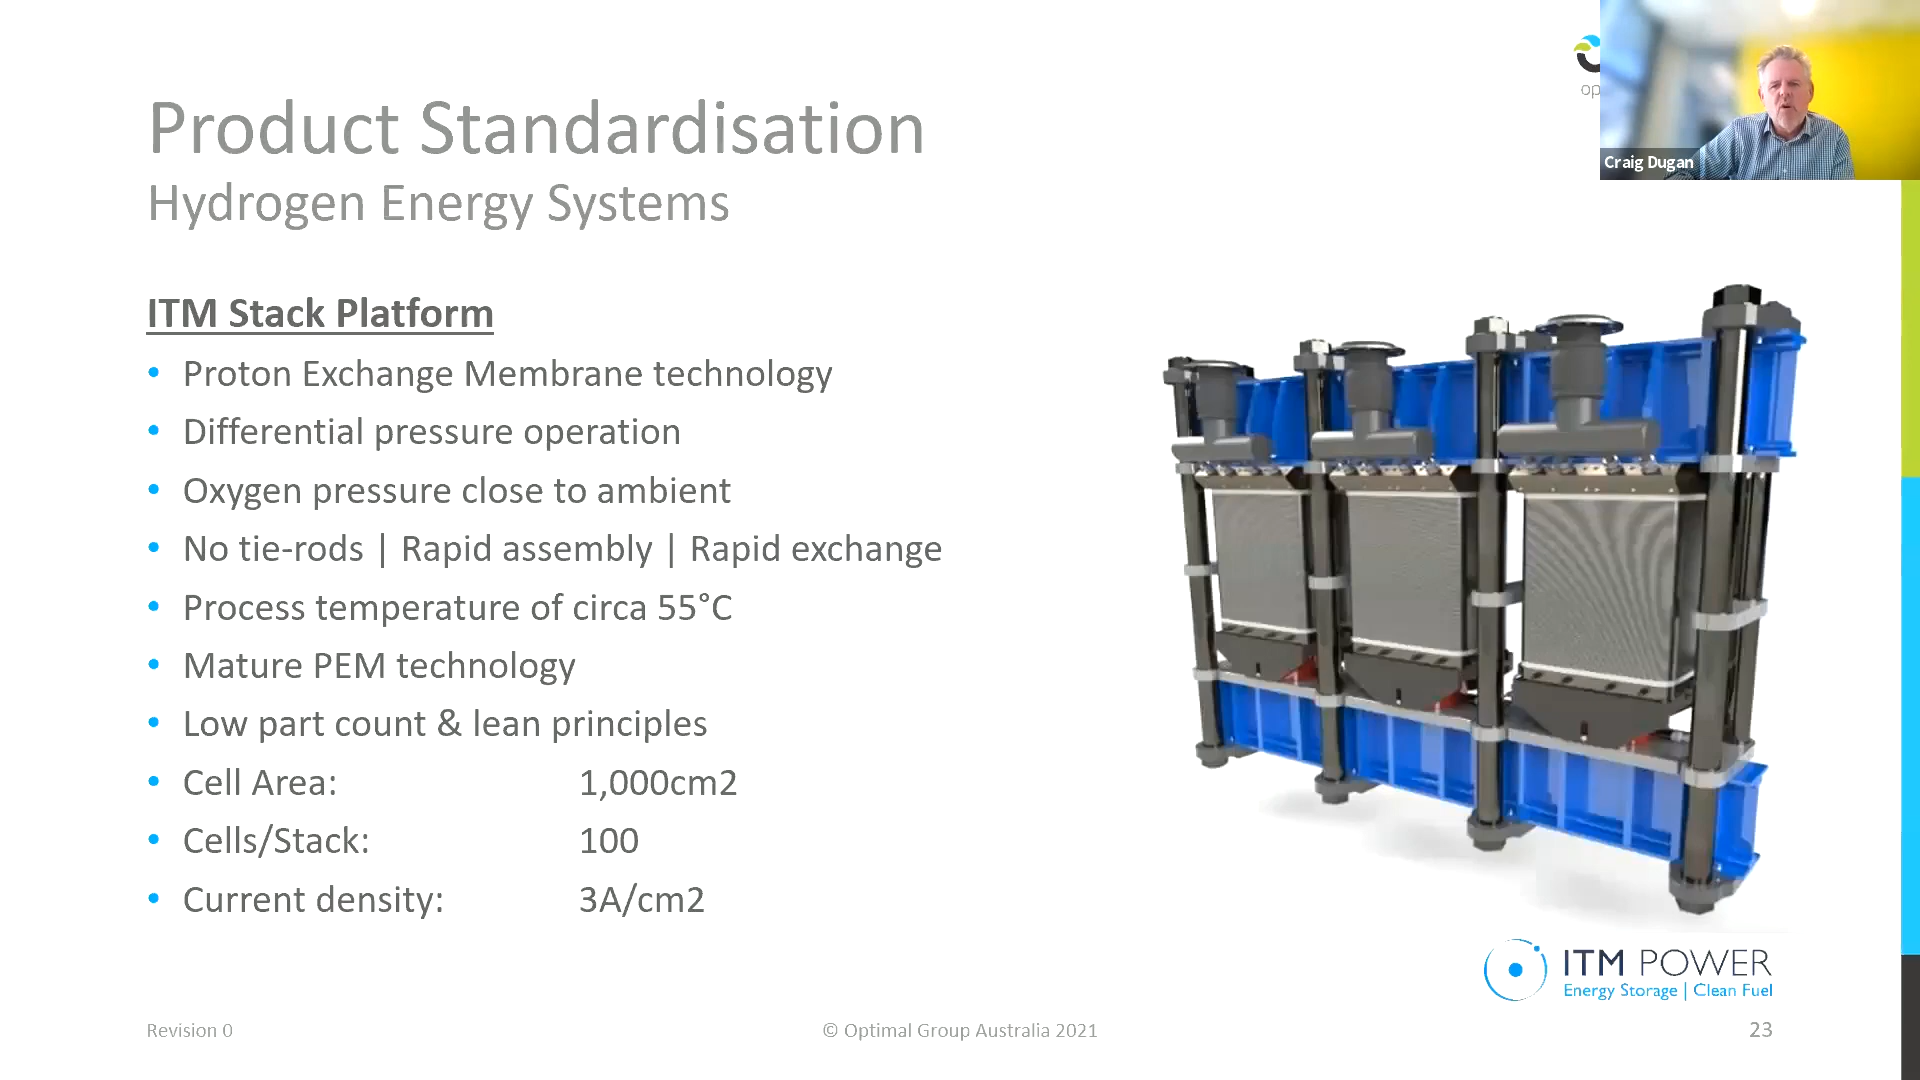 Product Standardisation
Hydrogen Energy Systems
op
Craig Dugan
ITM Stack Platform
• Proton Exchange Membrane technology
• Differential pressure operation
• Oxygen pressure close to ambient
• No tie-rods | Rapid assembly | Rapid exchange
• Process temperature of circa 55°C
• Mature PEM technology
• Low part count & lean principles
• Cell Area: 1,000cm2
• Cells/Stack: 100
• Current density: 3A/cm2
ITM POWER
Energy Storage | Clean Fuel
Revision 0
© Optimal Group Australia 2021
23